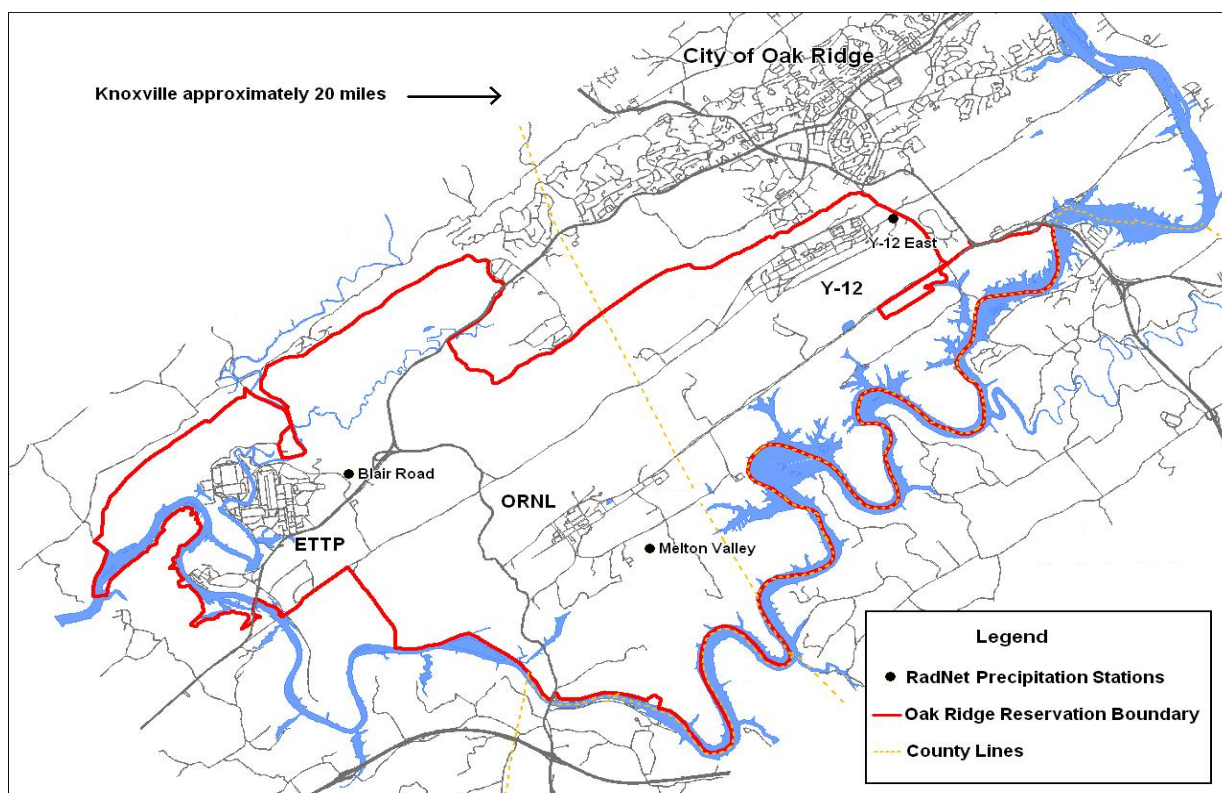 City of Oak Ridge
Knoxville approximately 20 miles
Y-12 East
Y-12
Blair Road
ORNL
ETTP
Melton Valley
Legend
RadNet Precipitation Stations
Oak Ridge Reservation Boundary
County Lines